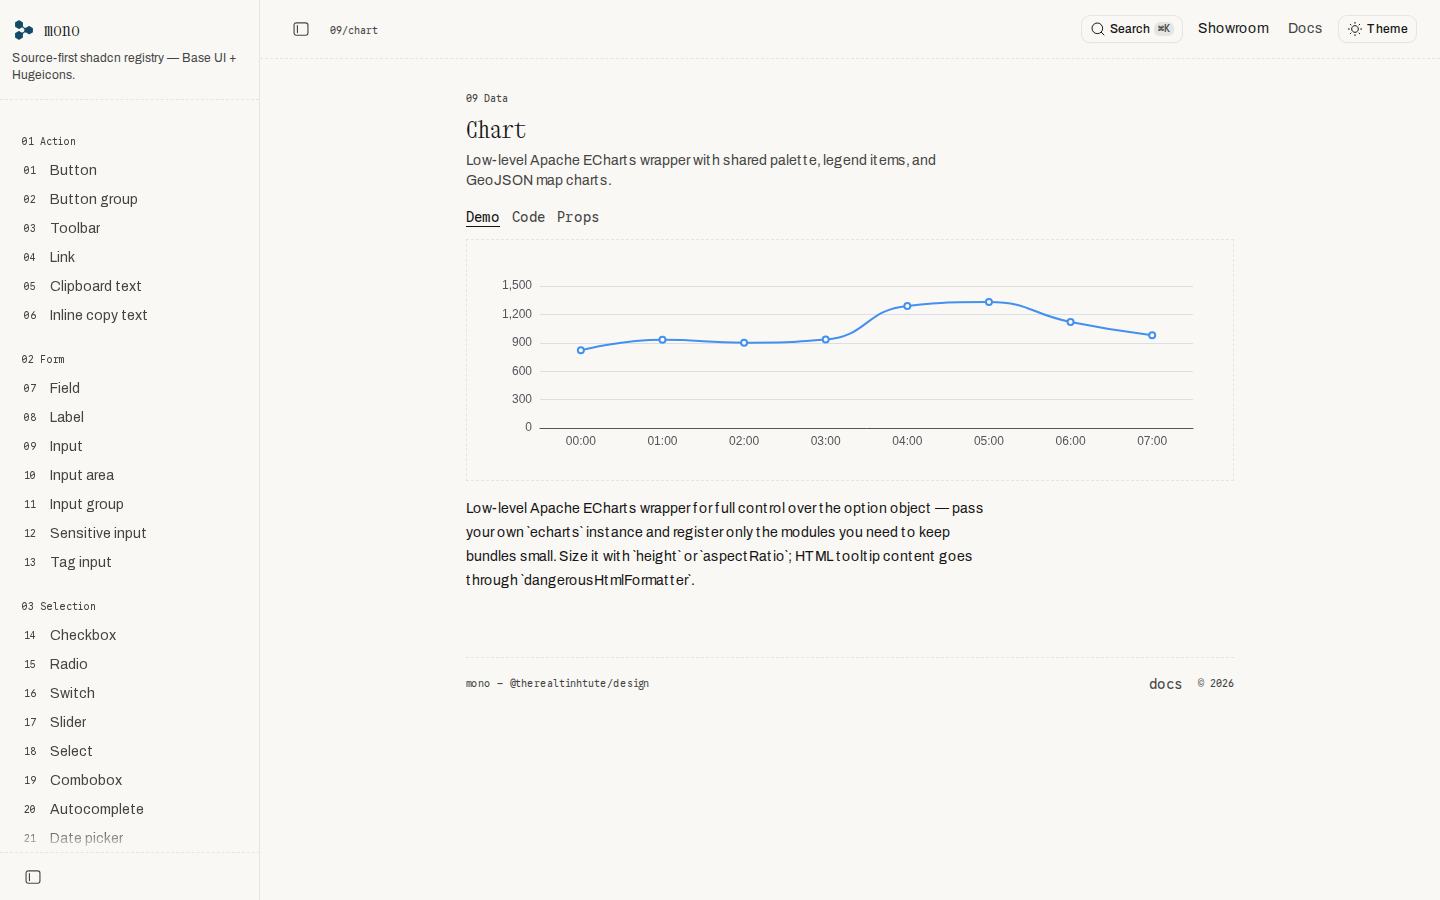 mono
Source-first shadcn registry — Base UI +
Hugeicons.
01 Action
01 Button
02 Button group
03 Toolbar
04 Link
05 Clipboard text
06 Inline copy text
02 Form
07 Field
08 Label
09 Input
10 Input area
11 Input group
12 Sensitive input
13 Tag input
03 Selection
14 Checkbox
15 Radio
16 Switch
17 Slider
18 Select
19 Combobox
20 Autocomplete
21 Date picker
09/chart
Search ⌘K
Showroom
Docs
Theme
09 Data
Chart
Low-level Apache ECharts wrapper with shared palette, legend items, and
GeoJSON map charts.
Demo Code Props
1,500
1,200
900
600
300
0
00:00 01:00 02:00 03:00 04:00 05:00 06:00 07:00
Low-level Apache ECharts wrapper for full control over the option object — pass
your own `echarts` instance and register only the modules you need to keep
bundles small. Size it with `height` or `aspectRatio`; HTML tooltip content goes
through `dangerousHtmlFormatter`.
mono — @therealtinhtute/design
docs © 2026